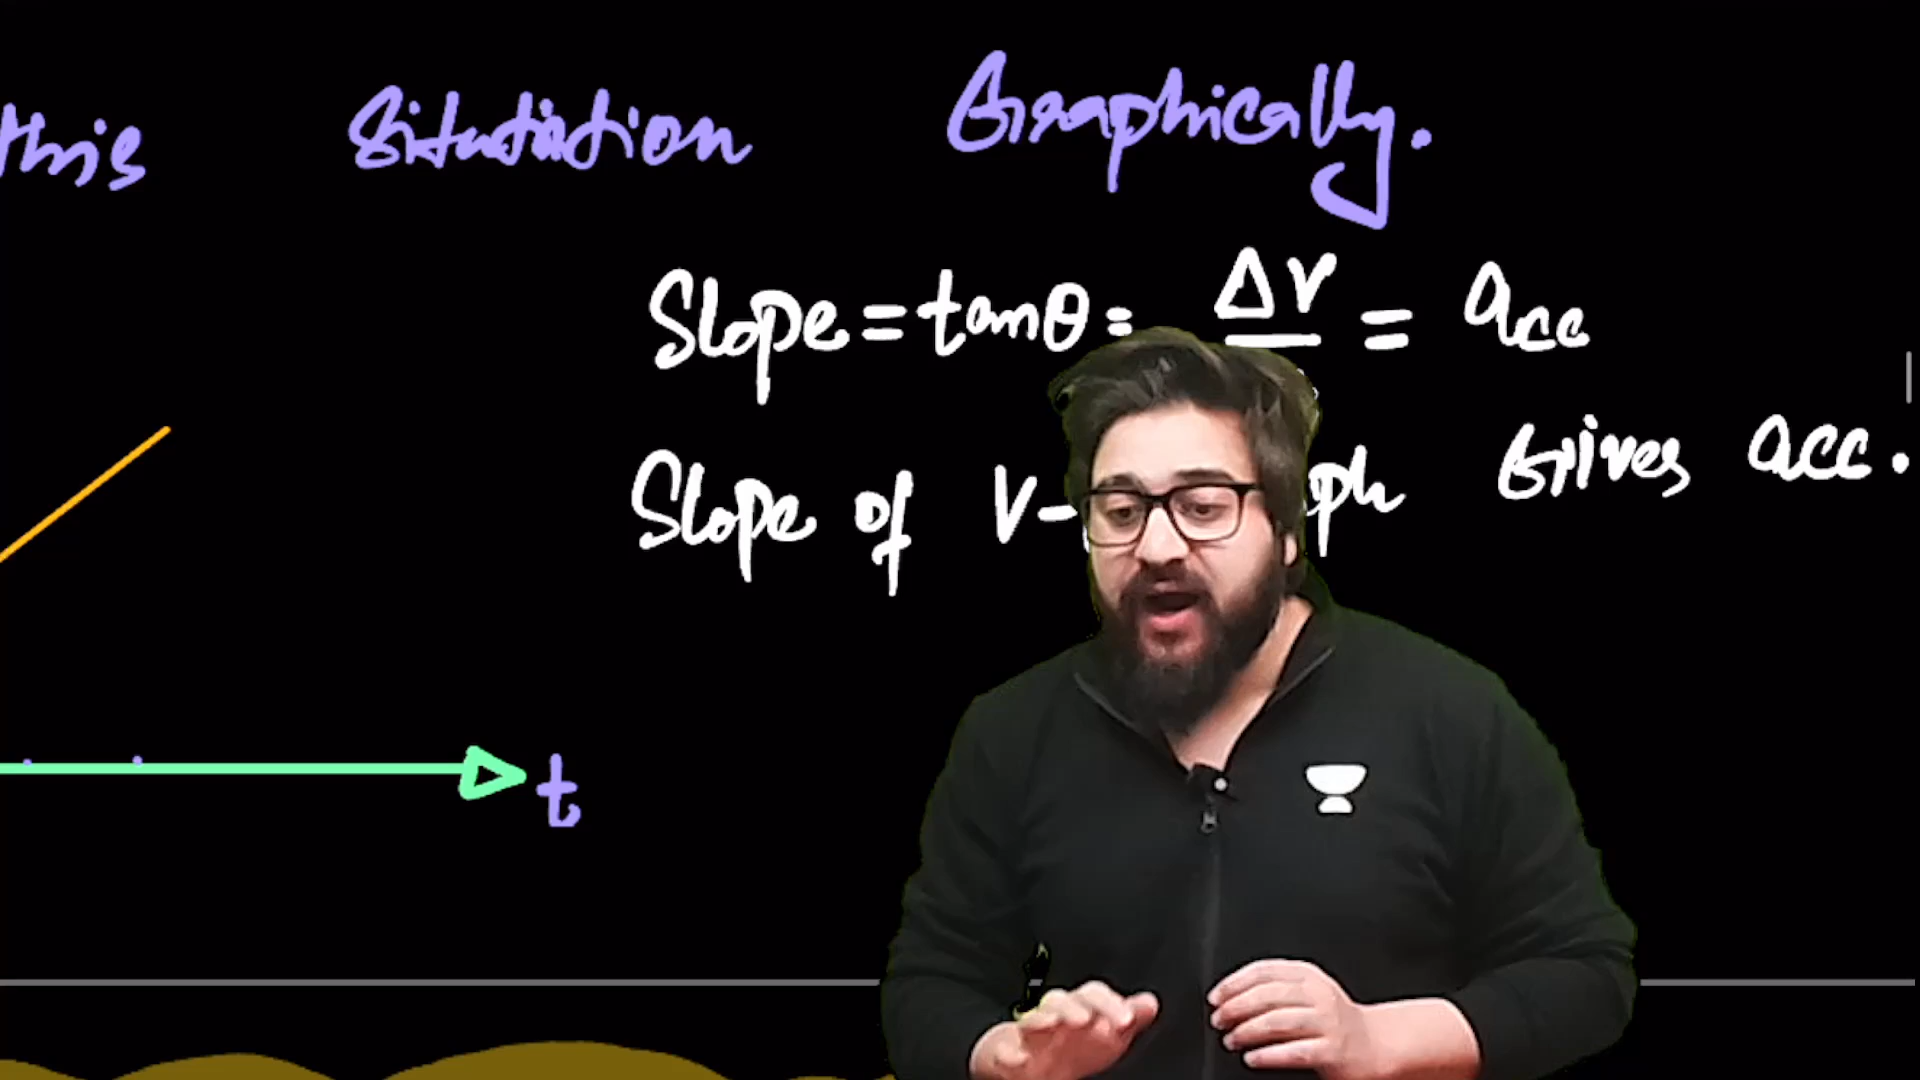 this Situation Graphically.
Slope = tanθ = ΔV = acc
Slope of V- ph Gives acc.
t